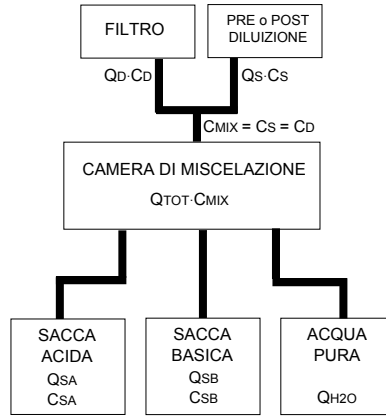 FILTRO
PRE o POST
DILUIZIONE
QD·CD
QS·CS
CMIX = CS = CD
CAMERA DI MISCELAZIONE
QTOT·CMIX
SACCA
ACIDA
QSA
CSA
SACCA
BASICA
QSB
CSB
ACQUA
PURA
QH2O